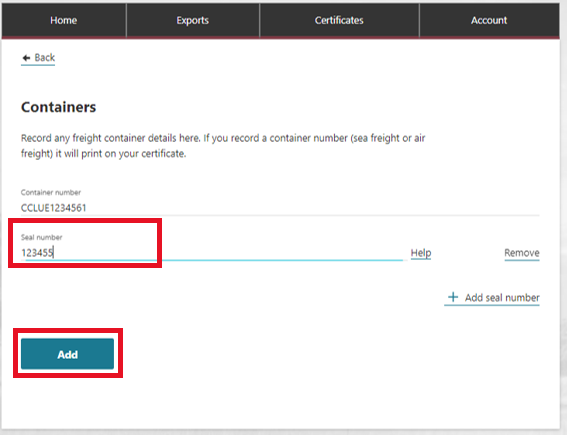 Home Exports Certificates Account
Back
Containers
Record any freight container details here. If you record a container number (sea freight or air
freight) it will print on your certificate.
Container number
CCLUE1234561
Seal number
123455 Help Remove
+ Add seal number
Add